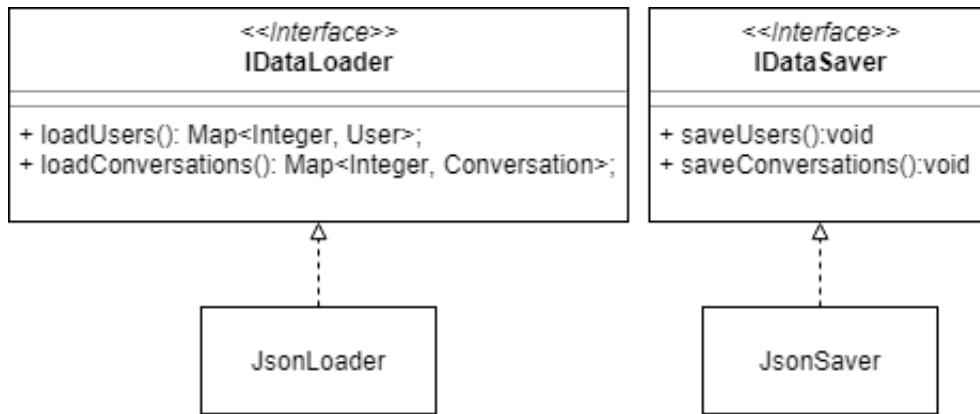 <<Interface>>
IDataLoader
+ loadUsers(): Map<Integer, User>;
+ loadConversations(): Map<Integer, Conversation>;
JsonLoader
<<Interface>>
IDataSaver
+ saveUsers():void
+ saveConversations():void
JsonSaver